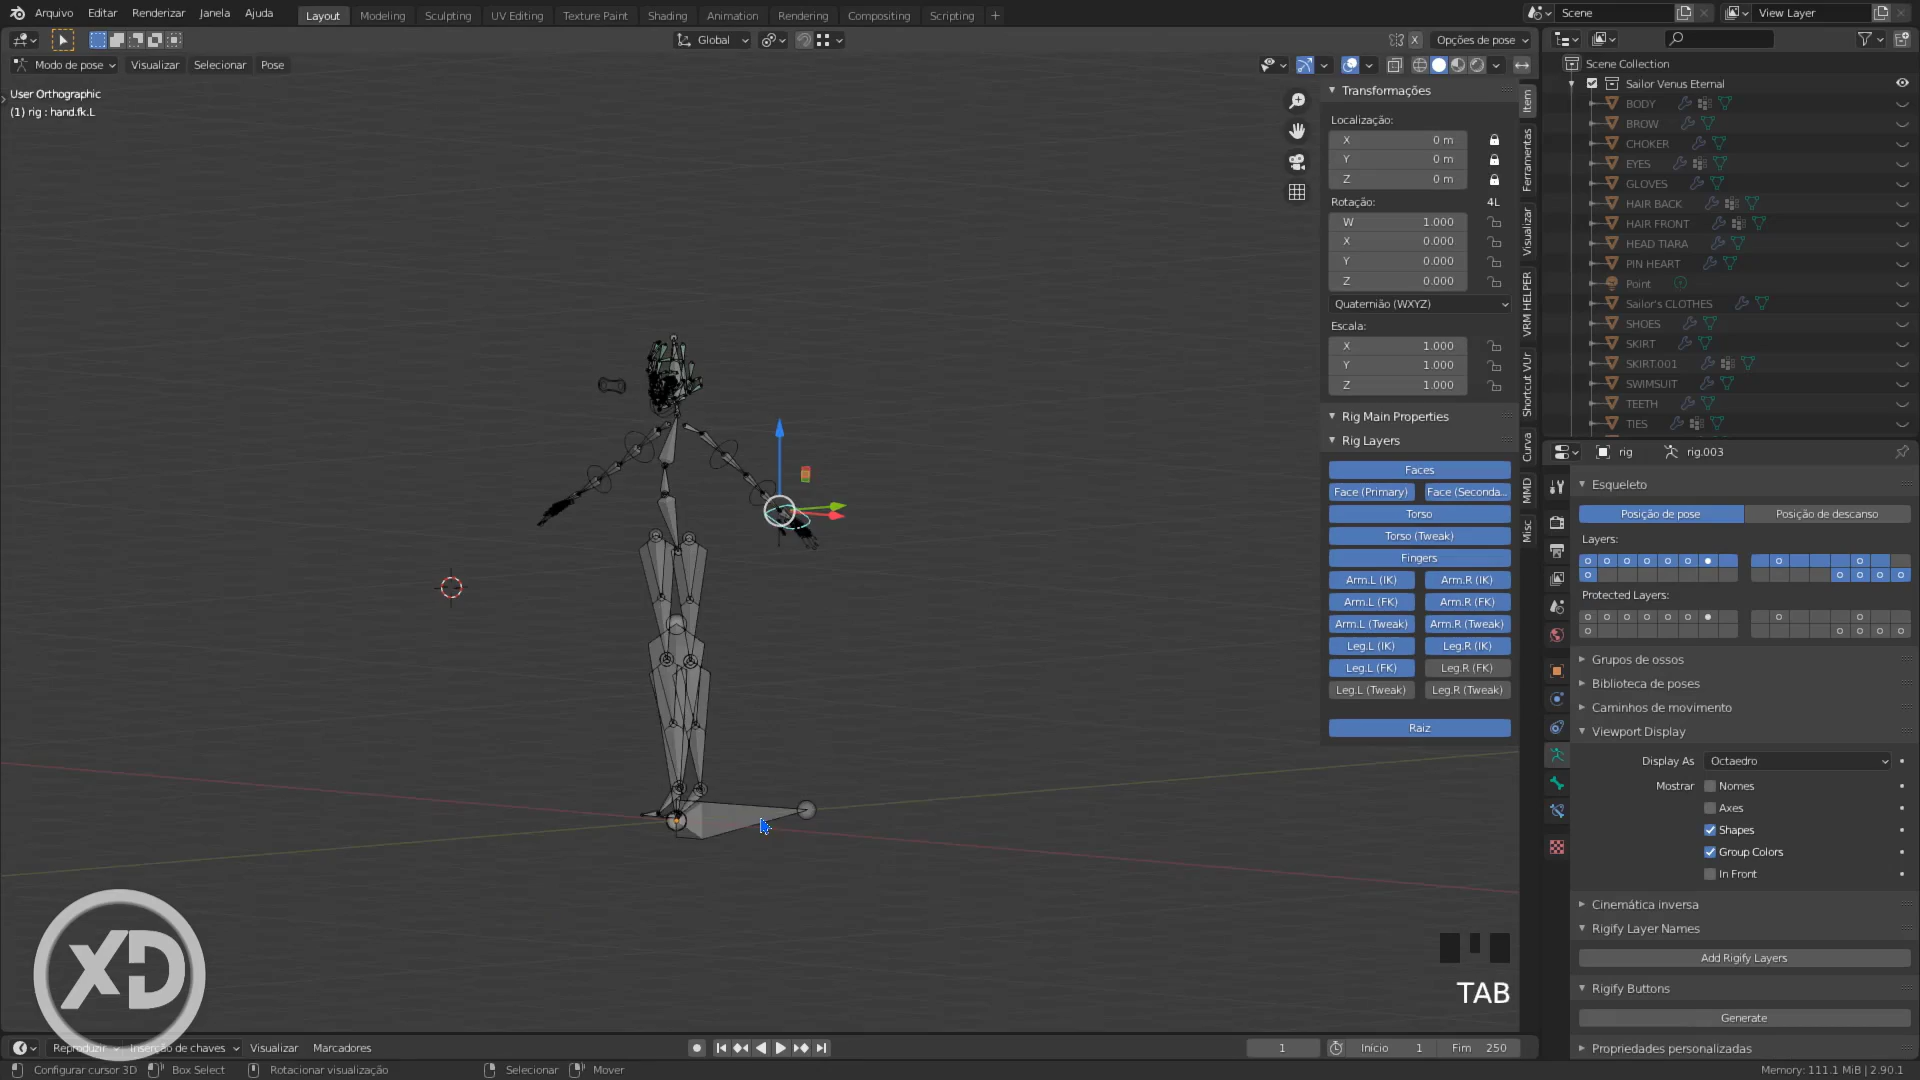 Arquivo Editar Renderizar Janela Ajuda Layout Modeling Sculpting UV Editing Texture Paint Shading Animation Rendering Compositing Scripting + Scene View Layer
Global X Opções de pose
Modo de pose Visualizar Selecionar Pose
User Orthographic
(1) rig : hand.fk.L
Transformações
Localização:
X 0 m
Y 0 m
Z 0 m
Rotação: 4L
W 1.000
X 0.000
Y 0.000
Z 0.000
Quaternião (WXYZ)
Escala:
X 1.000
Y 1.000
Z 1.000
Rig Main Properties
Rig Layers
Faces
Face (Primary) Face (Seconda...
Torso
Torso (Tweak)
Fingers
Arm.L (IK) Arm.R (IK)
Arm.L (FK) Arm.R (FK)
Arm.L (Tweak) Arm.R (Tweak)
Leg.L (IK) Leg.R (IK)
Leg.L (FK) Leg.R (FK)
Leg.L (Tweak) Leg.R (Tweak)
Raiz
Item
Ferramentas
Visualizar
VRM HELPER
Shortcut VUr
Curva
MMD
Misc
Scene Collection
Sailor Venus Eternal
BODY
BROW
CHOKER
EYES
GLOVES
HAIR BACK
HAIR FRONT
HEAD TIARA
PIN HEART
Point
Sailor's CLOTHES
SHOES
SKIRT
SKIRT.001
SWIMSUIT
TEETH
TIES
rig rig.003
Esqueleto
Posição de pose Posição de descanso
Layers:
Protected Layers:
Grupos de ossos
Biblioteca de poses
Caminhos de movimento
Viewport Display
Display As Octaedro
Mostrar Nomes
Axes
Shapes
Group Colors
In Front
Cinemática inversa
Rigify Layer Names
Add Rigify Layers
Rigify Buttons
Generate
Propriedades personalizadas
XD
TAB
Reproduzir Inserção de chaves Visualizar Marcadores 1 Início 1 Fim 250
Configurar cursor 3D Box Select Rotacionar visualização Selecionar Mover Memory: 111.1 MiB | 2.90.1